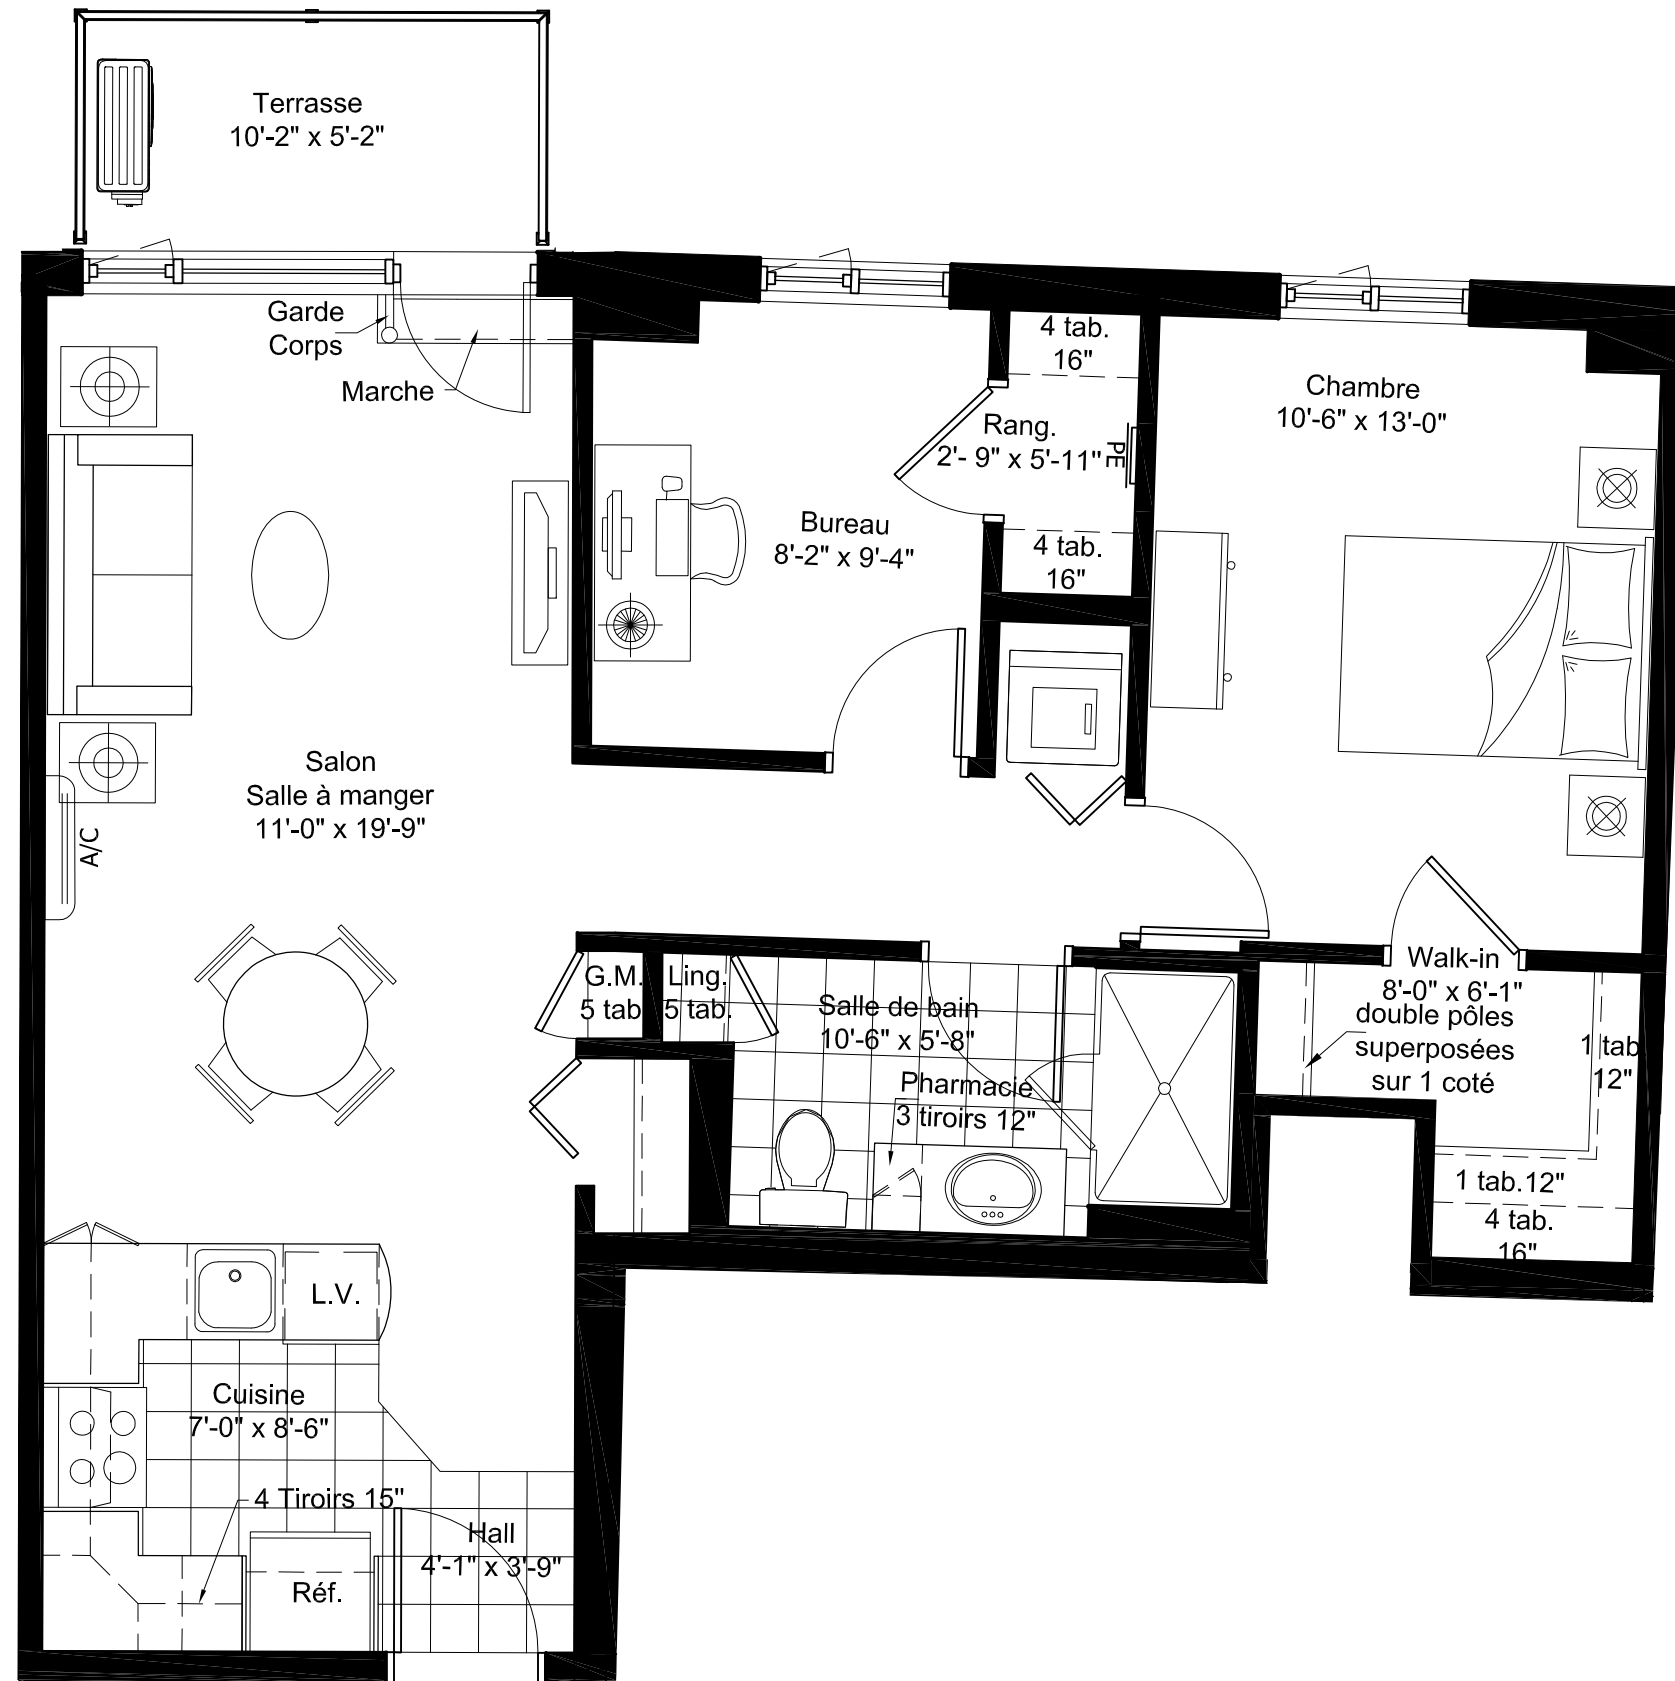 Terrasse
10'-2" x 5'-2"
Garde
Corps
Marche
4 tab.
16"
Rang.
2'- 9" x 5'-11"
PE
4 tab.
16"
Chambre
10'-6" x 13'-0"
Bureau
8'-2" x 9'-4"
Salon
Salle à manger
11'-0" x 19'-9"
A/C
G.M.
5 tab.
Ling.
5 tab.
Salle de bain
10'-6" x 5'-8"
Pharmacie
3 tiroirs 12"
Walk-in
8'-0" x 6'-1"
double pôles
superposées
sur 1 coté
1 tab
12"
1 tab.12"
4 tab.
16"
L.V.
Cuisine
7'-0" x 8'-6"
4 Tiroirs 15"
Hall
4'-1" x 3'-9"
Réf.